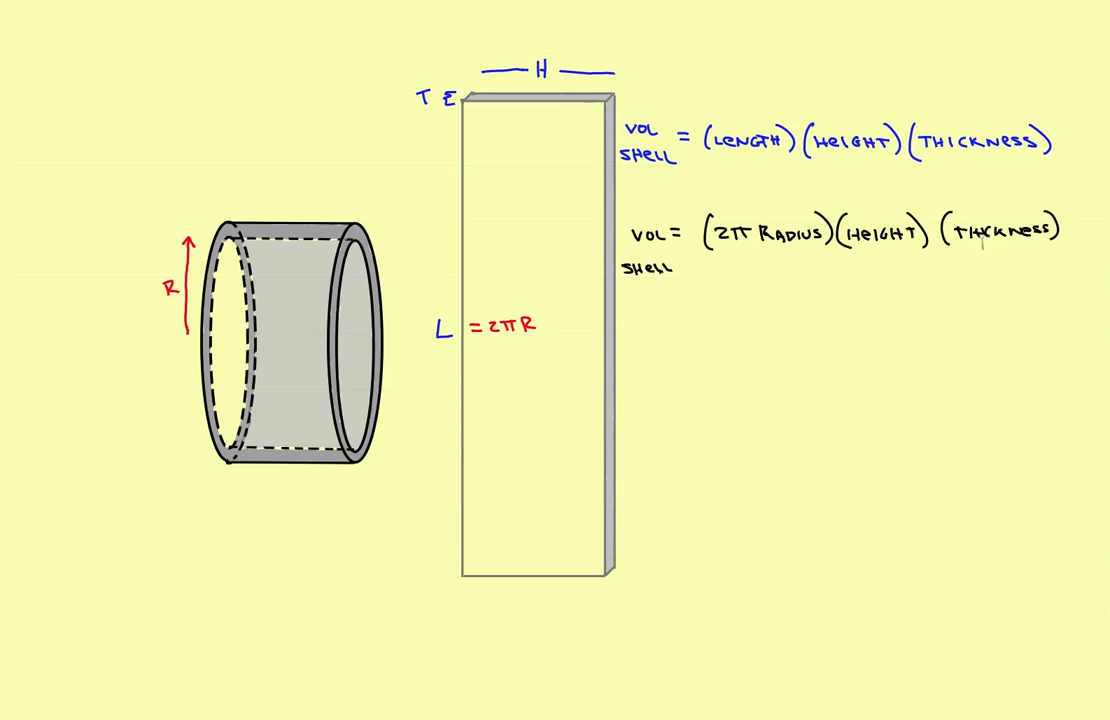 H
T {
VOL SHELL = (LENGTH)(HEIGHT)(THICKNESS)
VOL SHELL = (2π RADIUS)(HEIGHT)(THICKNESS)
R
L = 2πR